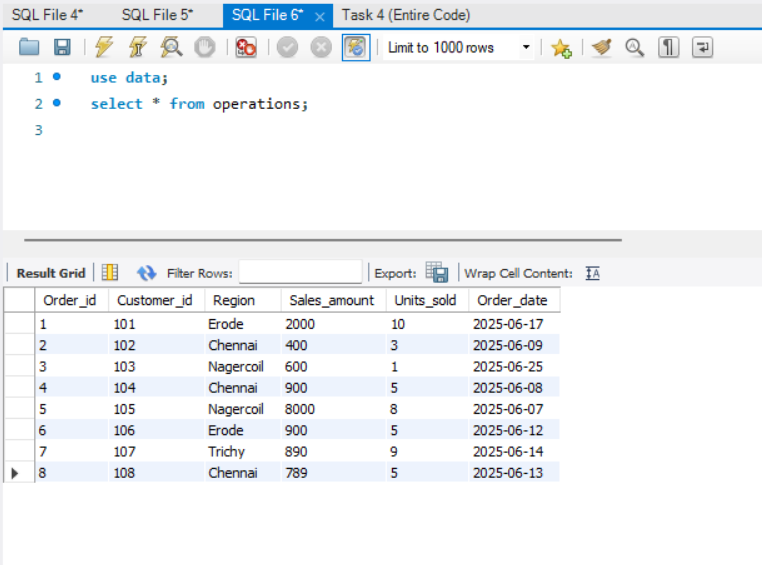 SQL File 4* SQL File 5* SQL File 6* × Task 4 (Entire Code)
Limit to 1000 rows
1 use data;
2 select * from operations;
3
Result Grid Filter Rows: Export: Wrap Cell Content: IA
Order_id Customer_id Region Sales_amount Units_sold Order_date
1 101 Erode 2000 10 2025-06-17
2 102 Chennai 400 3 2025-06-09
3 103 Nagercoil 600 1 2025-06-25
4 104 Chennai 900 5 2025-06-08
5 105 Nagercoil 8000 8 2025-06-07
6 106 Erode 900 5 2025-06-12
7 107 Trichy 890 9 2025-06-14
8 108 Chennai 789 5 2025-06-13